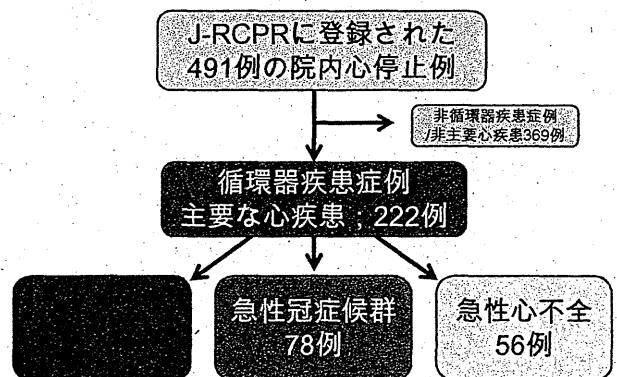 J-RCPRに登録された
491例の院内心停止例
非循環器疾患症例
/非主要心疾患369例
循環器疾患症例
主要な心疾患；222例
急性冠症候群
78例
急性心不全
56例